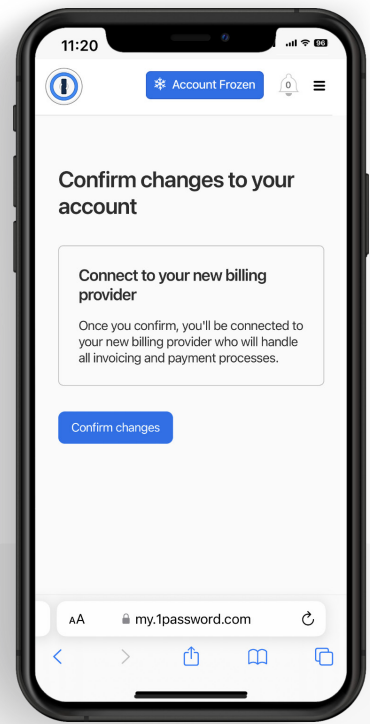 11:20
96
Account Frozen
0
Confirm changes to your
account
Connect to your new billing
provider
Once you confirm, you'll be connected to
your new billing provider who will handle
all invoicing and payment processes.
Confirm changes
AA
my.1password.com